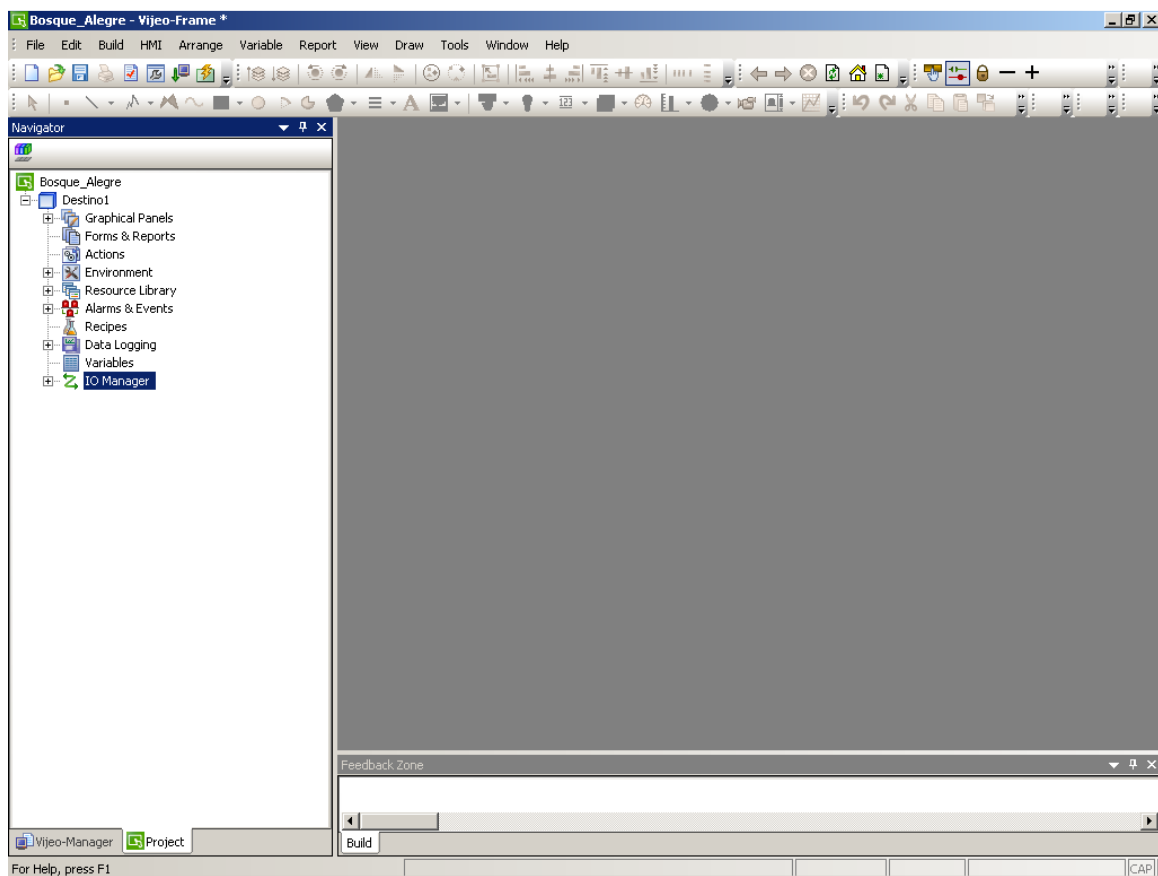 Bosque_Alegre - Vijeo-Frame *
File Edit Build HMI Arrange Variable Report View Draw Tools Window Help
Navigator
Bosque_Alegre
Destino1
Graphical Panels
Forms & Reports
Actions
Environment
Resource Library
Alarms & Events
Recipes
Data Logging
Variables
IO Manager
Feedback Zone
Vijeo-Manager Project
Build
For Help, press F1
CAP